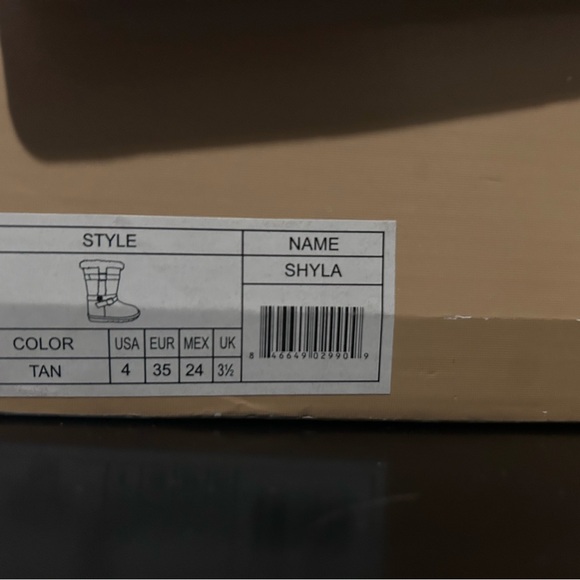 STYLE NAME
SHYLA
COLOR USA EUR MEX UK
TAN 4 35 24 3½
8 46649 02990 9